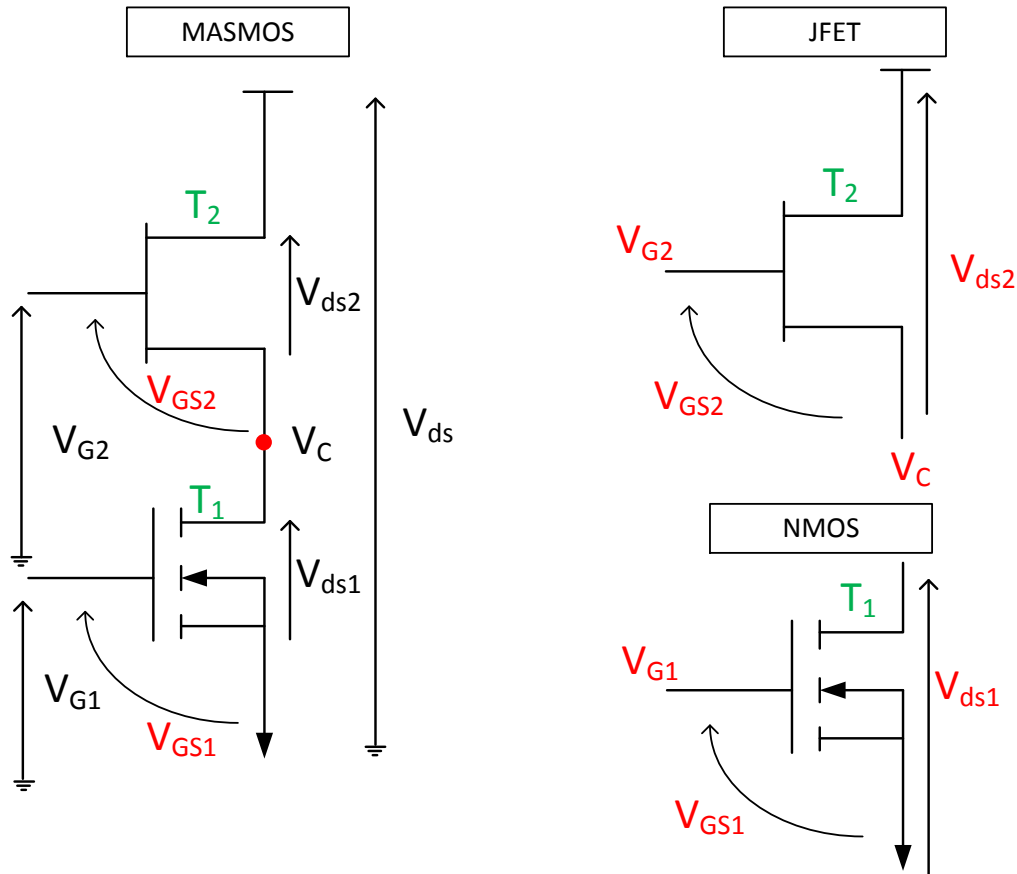 MASMOS
T2
Vds2
VGS2
VG2
VC
Vds
T1
Vds1
VG1
VGS1
JFET
T2
VG2
Vds2
VGS2
VC
NMOS
T1
VG1
Vds1
VGS1